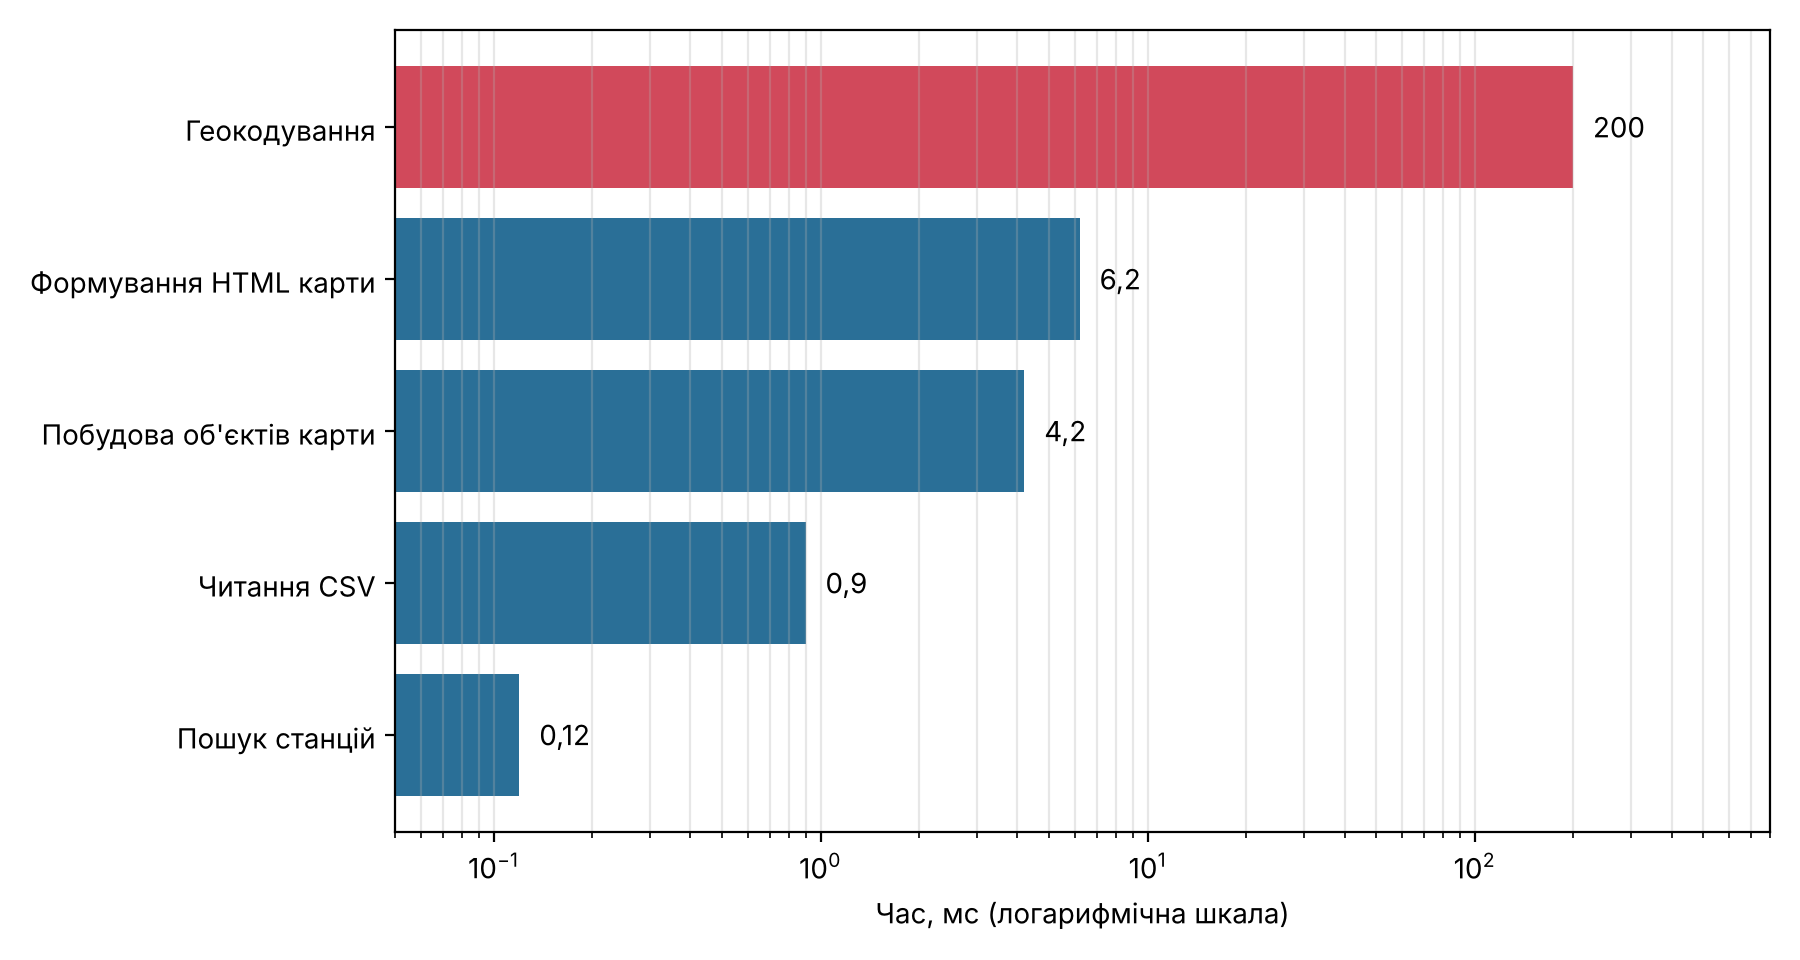 Геокодування
200
Формування HTML карти
6,2
Побудова об'єктів карти
4,2
Читання CSV
0,9
Пошук станцій
0,12
10⁻¹ 10⁰ 10¹ 10²
Час, мс (логарифмічна шкала)